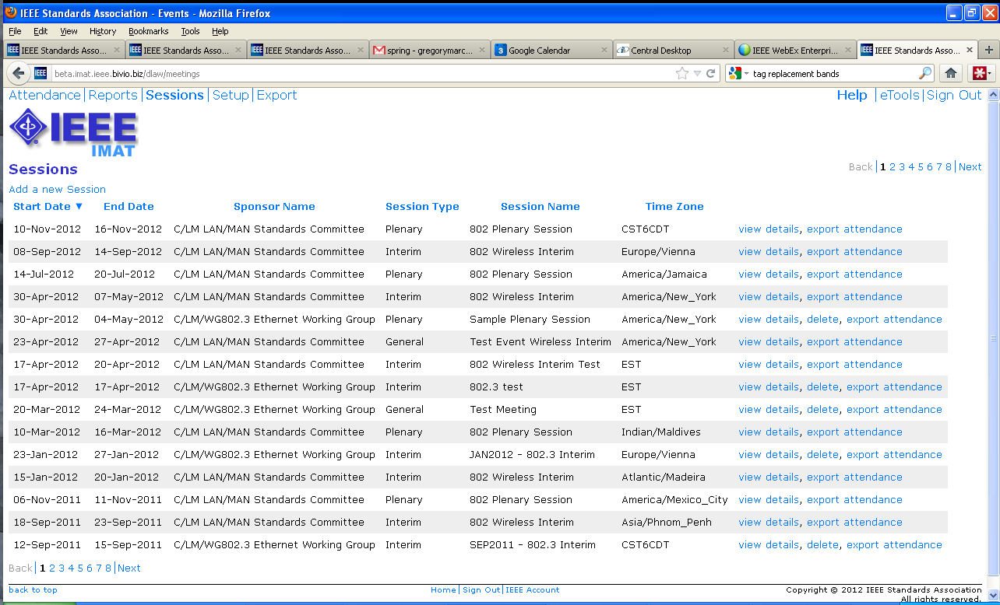 IEEE Standards Association - Events - Mozilla Firefox
File Edit View History Bookmarks Tools Help
IEEE Standards Asso... IEEE Standards Asso... IEEE Standards Asso... spring - gregorymarc... Google Calendar Central Desktop IEEE WebEx Enterpri... IEEE Standards Asso...
beta.imat.ieee.bivio.biz/dlaw/meetings tag replacement bands
Attendance | Reports | Sessions | Setup | Export Help | eTools | Sign Out
IEEE
IMAT
Sessions Back | 1 2 3 4 5 6 7 8 | Next
Add a new Session
Start Date ▼ End Date Sponsor Name Session Type Session Name Time Zone
10-Nov-2012 16-Nov-2012 C/LM LAN/MAN Standards Committee Plenary 802 Plenary Session CST6CDT view details, export attendance
08-Sep-2012 14-Sep-2012 C/LM LAN/MAN Standards Committee Interim 802 Wireless Interim Europe/Vienna view details, export attendance
14-Jul-2012 20-Jul-2012 C/LM LAN/MAN Standards Committee Plenary 802 Plenary Session America/Jamaica view details, export attendance
30-Apr-2012 07-May-2012 C/LM LAN/MAN Standards Committee Interim 802 Wireless Interim America/New_York view details, export attendance
30-Apr-2012 04-May-2012 C/LM/WG802.3 Ethernet Working Group Plenary Sample Plenary Session America/New_York view details, delete, export attendance
23-Apr-2012 27-Apr-2012 C/LM LAN/MAN Standards Committee General Test Event Wireless Interim America/New_York view details, export attendance
17-Apr-2012 20-Apr-2012 C/LM LAN/MAN Standards Committee Interim 802 Wireless Interim Test EST view details, export attendance
17-Apr-2012 17-Apr-2012 C/LM/WG802.3 Ethernet Working Group Interim 802.3 test EST view details, delete, export attendance
20-Mar-2012 24-Mar-2012 C/LM/WG802.3 Ethernet Working Group General Test Meeting EST view details, delete, export attendance
10-Mar-2012 16-Mar-2012 C/LM LAN/MAN Standards Committee Plenary 802 Plenary Session Indian/Maldives view details, export attendance
23-Jan-2012 27-Jan-2012 C/LM/WG802.3 Ethernet Working Group Interim JAN2012 - 802.3 Interim Europe/Vienna view details, delete, export attendance
15-Jan-2012 20-Jan-2012 C/LM LAN/MAN Standards Committee Interim 802 Wireless Interim Atlantic/Madeira view details, export attendance
06-Nov-2011 11-Nov-2011 C/LM LAN/MAN Standards Committee Plenary 802 Plenary Session America/Mexico_City view details, export attendance
18-Sep-2011 23-Sep-2011 C/LM LAN/MAN Standards Committee Interim 802 Wireless Interim Asia/Phnom_Penh view details, export attendance
12-Sep-2011 15-Sep-2011 C/LM/WG802.3 Ethernet Working Group Interim SEP2011 - 802.3 Interim CST6CDT view details, delete, export attendance
Back | 1 2 3 4 5 6 7 8 | Next
back to top Home | Sign Out | IEEE Account Copyright © 2012 IEEE Standards Association
All rights reserved.